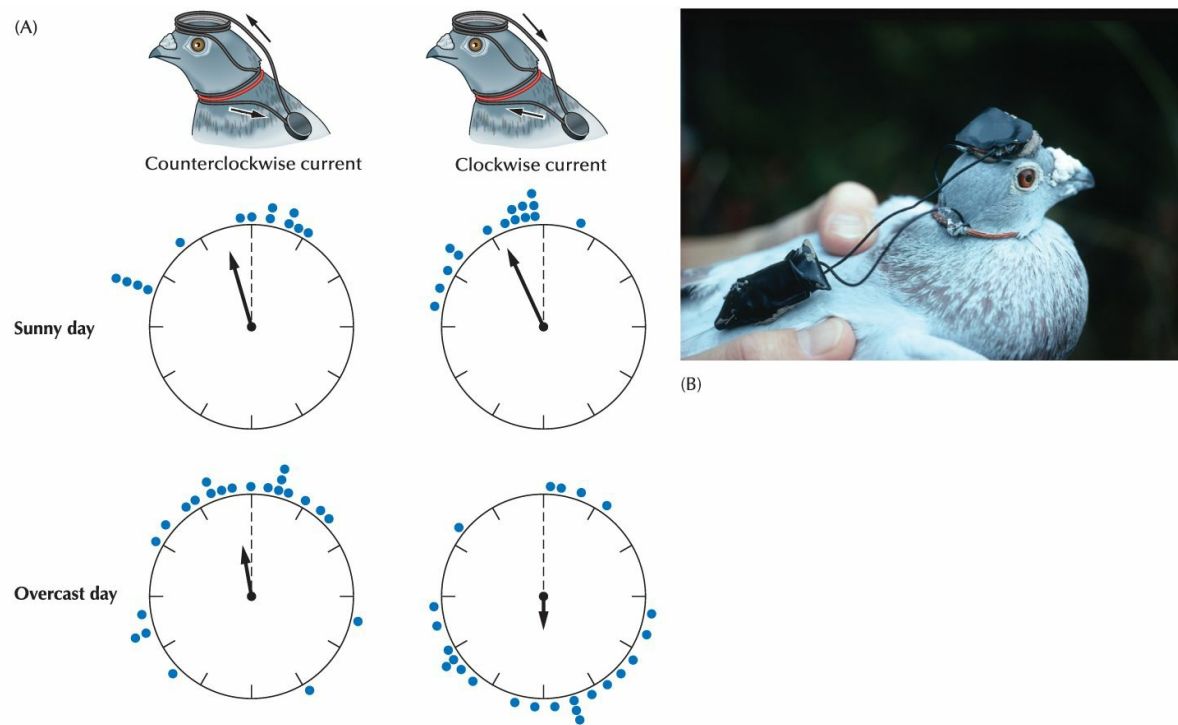 (A)
Counterclockwise current
Clockwise current
Sunny day
(B)
Overcast day